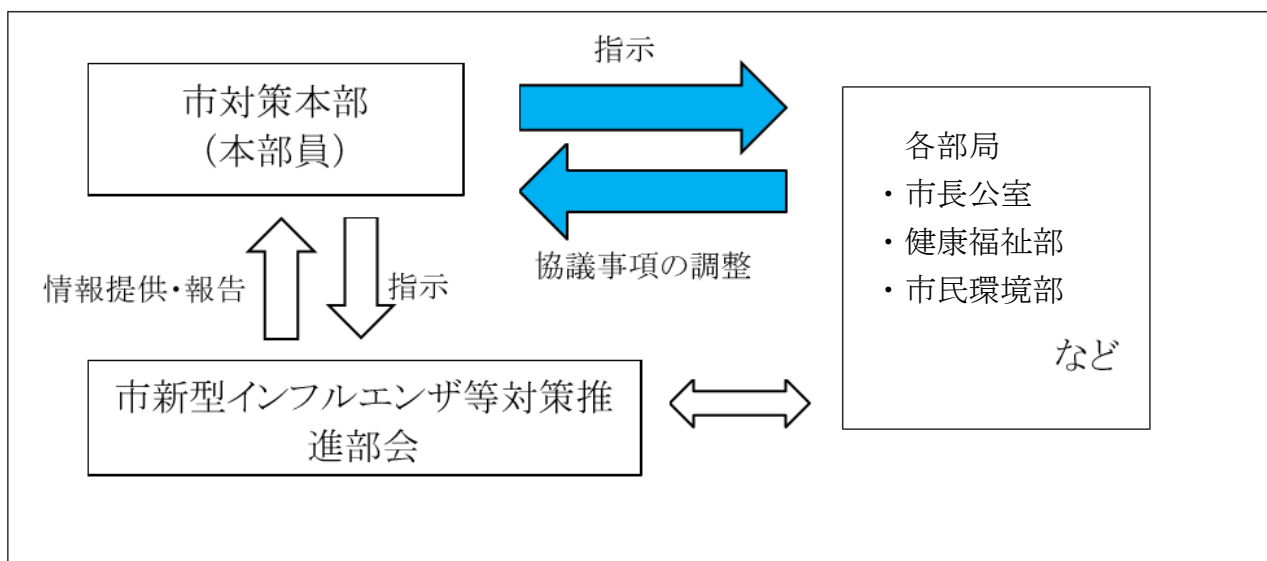 指示
市対策本部
(本部員)
各部局
・市長公室
・健康福祉部
・市民環境部
など
協議事項の調整
情報提供・報告
指示
市新型インフルエンザ等対策推
進部会